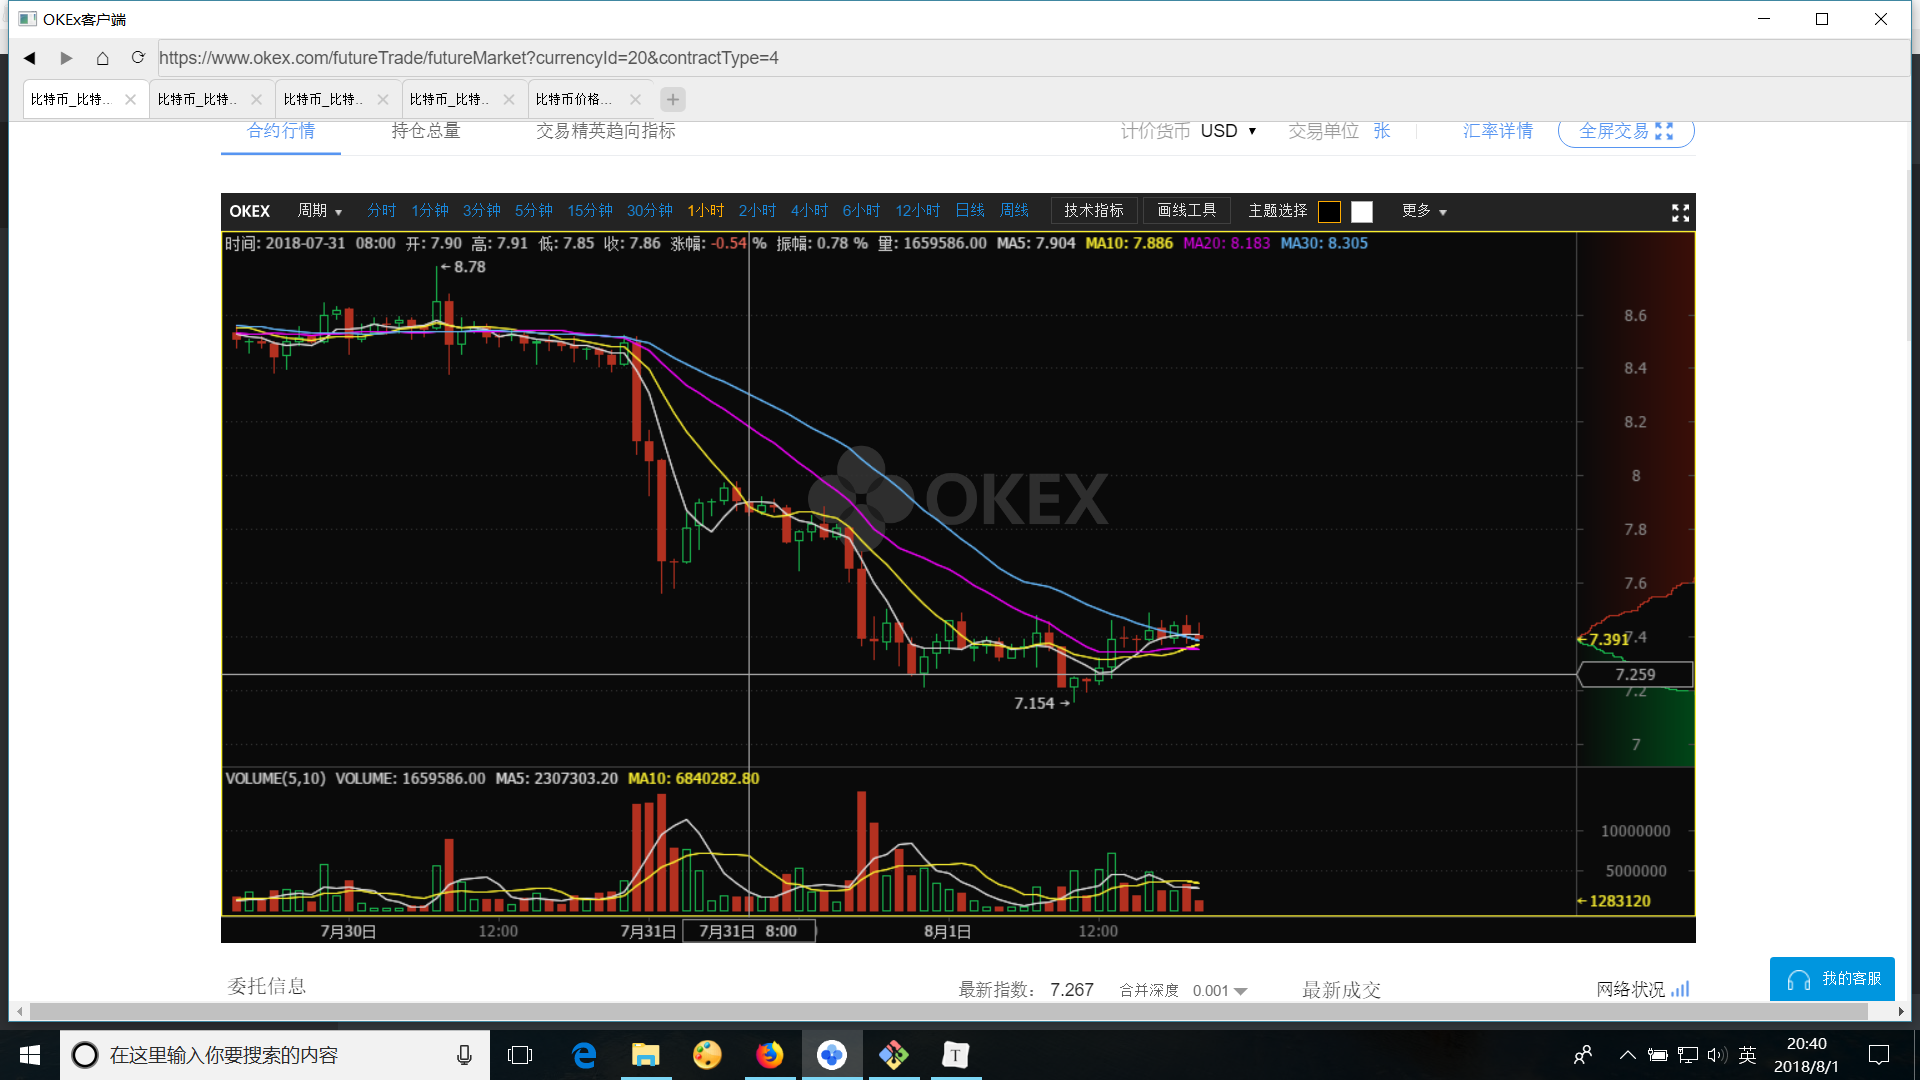 OKEx客户端
https://www.okex.com/futureTrade/futureMarket?currencyId=20&contractType=4
比特币_比特... 比特币_比特.. 比特币_比特.. 比特币_比特.. 比特币价格...
合约行情 持仓总量 交易精英趋向指标 计价货币 USD 交易单位 张 汇率详情 全屏交易
OKEX 周期 分时 1分钟 3分钟 5分钟 15分钟 30分钟 1小时 2小时 4小时 6小时 12小时 日线 周线 技术指标 画线工具 主题选择 更多
时间: 2018-07-31 08:00 开: 7.90 高: 7.91 低: 7.85 收: 7.86 涨幅: -0.54 % 振幅: 0.78 % 量: 1659586.00 MA5: 7.904 MA10: 7.886 MA20: 8.183 MA30: 8.305
8.78
8.6
8.4
8.2
8
OKEX
7.8
7.6
7.391 7.4
7.259
7.2
7.154
7
VOLUME(5,10) VOLUME: 1659586.00 MA5: 2307303.20 MA10: 6840282.80
10000000
5000000
1283120
7月30日 12:00 7月31日 7月31日 8:00 8月1日 12:00
委托信息 最新指数: 7.267 合并深度 0.001 最新成交 网络状况
我的客服
在这里输入你要搜索的内容
T
英
20:40
2018/8/1